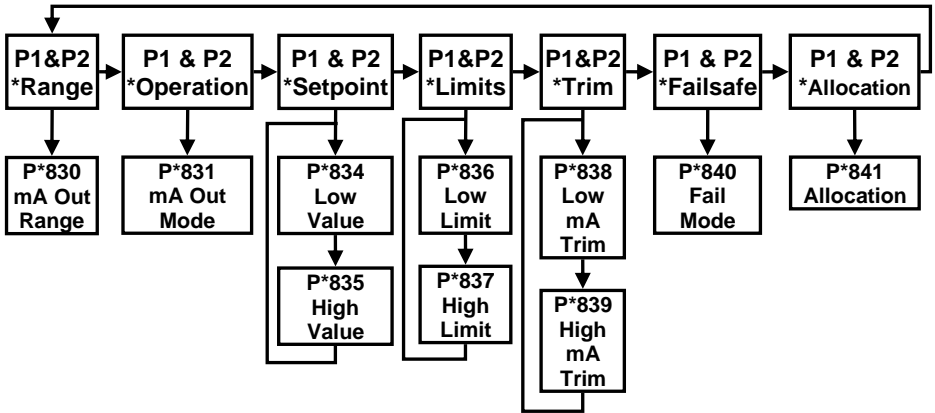 P1&P2
*Range
P1 & P2
*Operation
P1 & P2
*Setpoint
P1&P2
*Limits
P1&P2
*Trim
P1 & P2
*Failsafe
P1 & P2
*Allocation
P*830
mA Out
Range
P*831
mA Out
Mode
P*834
Low
Value
P*836
Low
Limit
P*838
Low
mA
Trim
P*840
Fail
Mode
P*841
Allocation
P*835
High
Value
P*837
High
Limit
P*839
High
mA
Trim